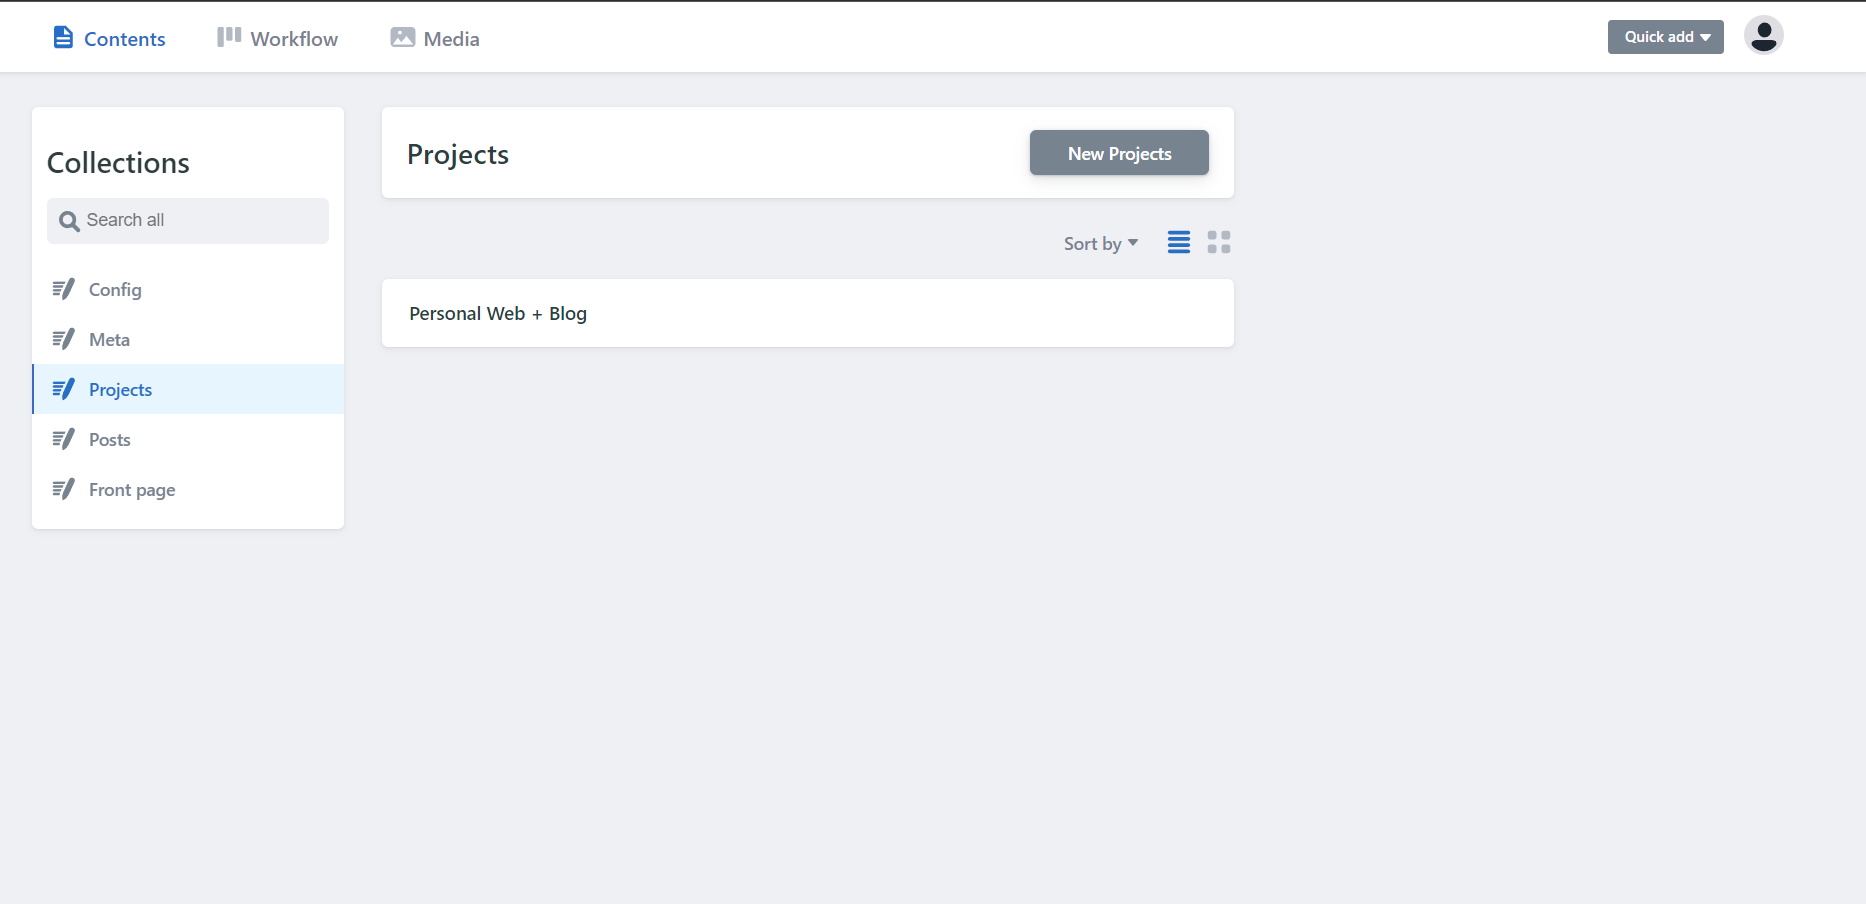 Contents
Workflow
Media
Quick add
Collections
Search all
Config
Meta
Projects
Posts
Front page
Projects
New Projects
Sort by
Personal Web + Blog